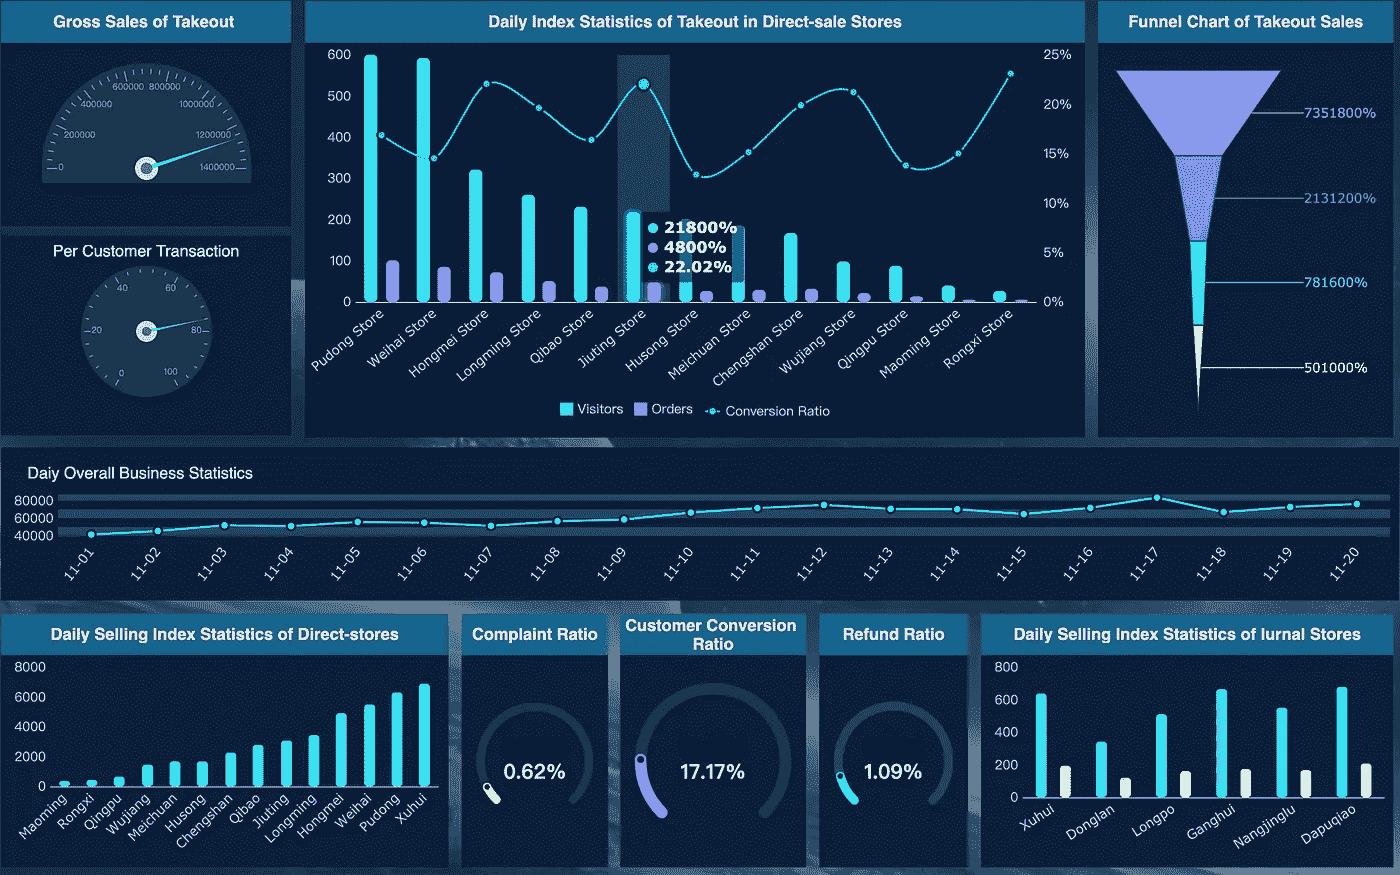 Gross Sales of Takeout
0
200000
400000
600000
800000
1000000
1200000
1400000
Per Customer Transaction
0
20
40
60
80
100
Daily Index Statistics of Takeout in Direct-sale Stores
600
500
400
300
200
100
0
25%
20%
15%
10%
5%
0%
21800%
4800%
22.02%
Pudong Store
Weihai Store
Hongmei Store
Longming Store
Qibao Store
Jiuting Store
Husong Store
Meichuan Store
Chengshan Store
Wujiang Store
Qingpu Store
Maoming Store
Rongxi Store
Visitors Orders Conversion Ratio
Funnel Chart of Takeout Sales
7351800%
2131200%
781600%
501000%
Daiy Overall Business Statistics
80000
60000
40000
11-01
11-02
11-03
11-04
11-05
11-06
11-07
11-08
11-09
11-10
11-11
11-12
11-13
11-14
11-15
11-16
11-17
11-18
11-19
11-20
Daily Selling Index Statistics of Direct-stores
8000
6000
4000
2000
0
Maoming
Rongxi
Qingpu
Wujiang
Meichuan
Husong
Chengshan
Qibao
Jiuting
Longming
Hongmei
Weihai
Pudong
Xuhui
Complaint Ratio
0.62%
Customer Conversion
Ratio
17.17%
Refund Ratio
1.09%
Daily Selling Index Statistics of lurnal Stores
800
600
400
200
0
Xuhui
Donglan
Longpo
Ganghui
Nangjinglu
Dapuqiao